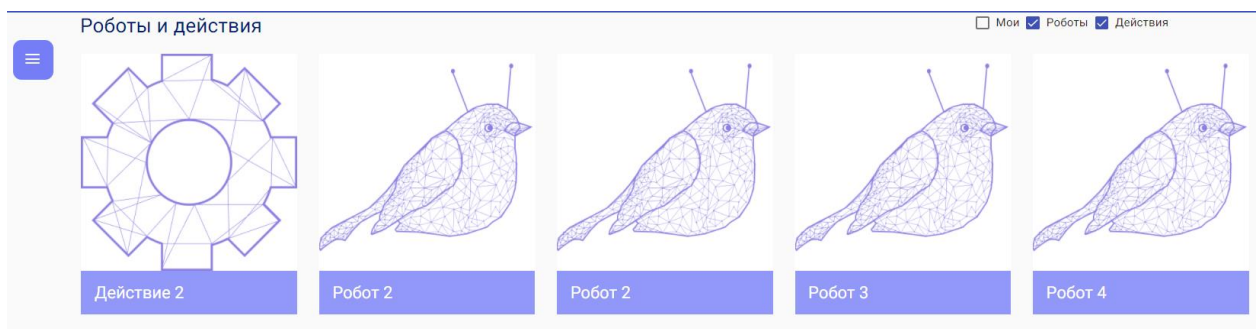 Роботы и действия
Мои Роботы Действия
Действие 2
Робот 2
Робот 2
Робот 3
Робот 4